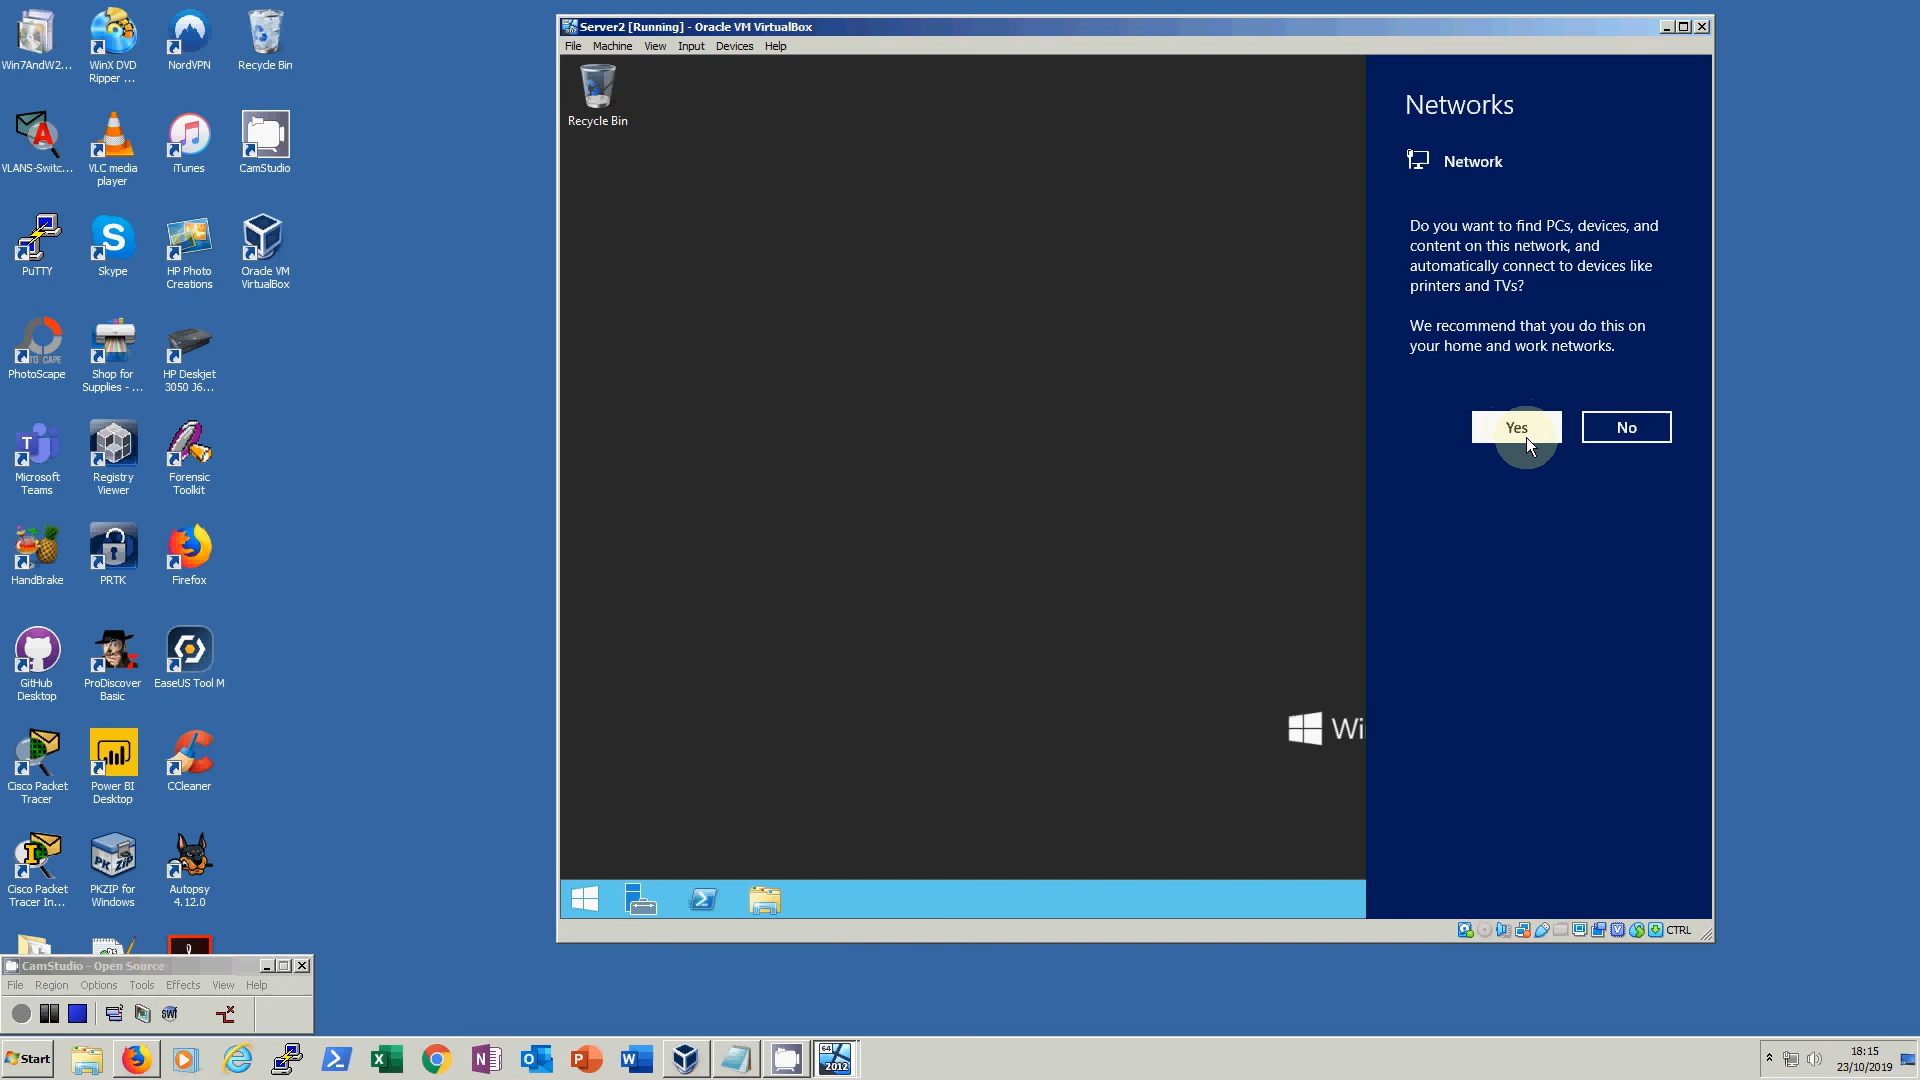 Win7AndW2...
WinX DVD
Ripper ...
NordVPN
Recycle Bin
VLANS-Switc...
VLC media
player
iTunes
CamStudio
PuTTY
Skype
HP Photo
Creations
Oracle VM
VirtualBox
PhotoScape
Shop for
Supplies - ...
HP Deskjet
3050 J6...
Microsoft
Teams
Registry
Viewer
Forensic
Toolkit
HandBrake
PRTK
Firefox
GitHub
Desktop
ProDiscover
Basic
EaseUS Tool M
Cisco Packet
Tracer
Power BI
Desktop
CCleaner
Cisco Packet
Tracer In...
PKZIP for
Windows
Autopsy
4.12.0
Server2 [Running] - Oracle VM VirtualBox
File Machine View Input Devices Help
Recycle Bin
Wi
Networks
Network
Do you want to find PCs, devices, and
content on this network, and
automatically connect to devices like
printers and TVs?
We recommend that you do this on
your home and work networks.
Yes
No
CTRL
CamStudio - Open Source
File Region Options Tools Effects View Help
Start
64
2012
18:15
23/10/2019